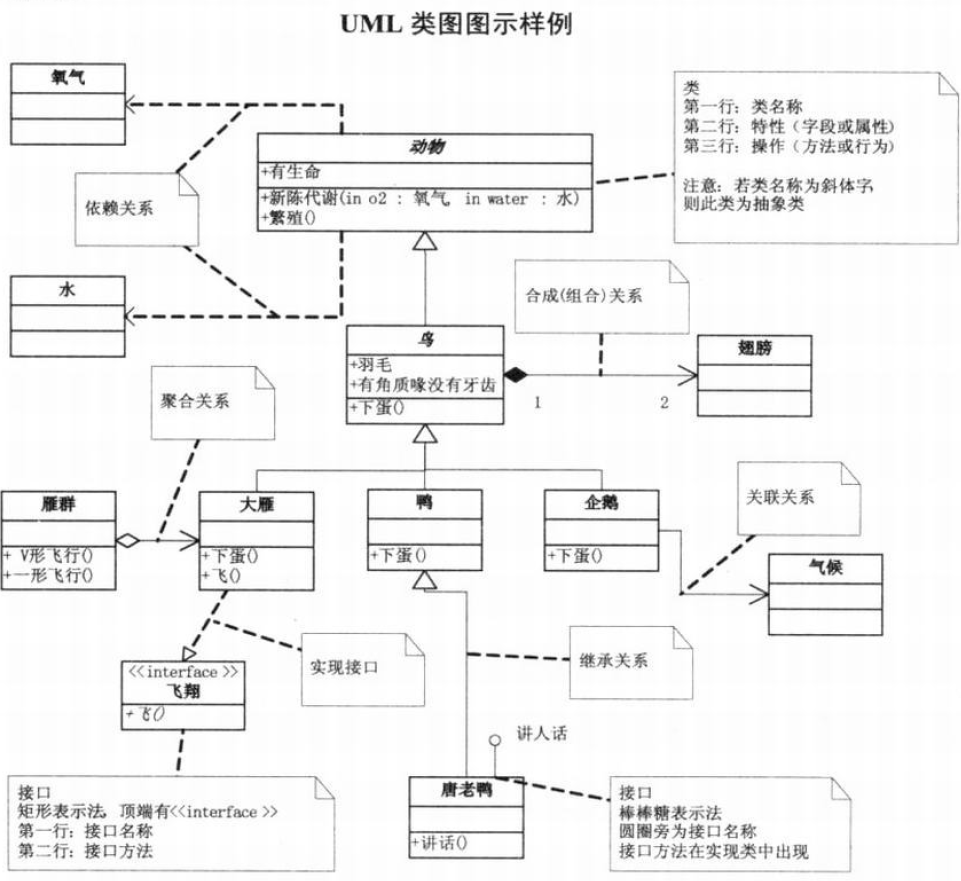 UML 类图图示样例
氧气
类
第一行：类名称
第二行：特性（字段或属性）
第三行：操作（方法或行为）
注意：若类名称为斜体字
则此类为抽象类
动物
+有生命
+新陈代谢(in o2 : 氧气, in water : 水)
+繁殖()
依赖关系
水
合成(组合)关系
鸟
+羽毛
+有角质喙没有牙齿
+下蛋()
翅膀
1
2
聚合关系
雁群
+ V形飞行()
+一形飞行()
大雁
+下蛋()
+飞()
鸭
+下蛋()
企鹅
+下蛋()
关联关系
气候
<<interface>>
飞翔
+飞()
实现接口
继承关系
讲人话
接口
矩形表示法，顶端有<<interface>>
第一行：接口名称
第二行：接口方法
唐老鸭
+讲话()
接口
棒棒糖表示法
圆圈旁为接口名称
接口方法在实现类中出现